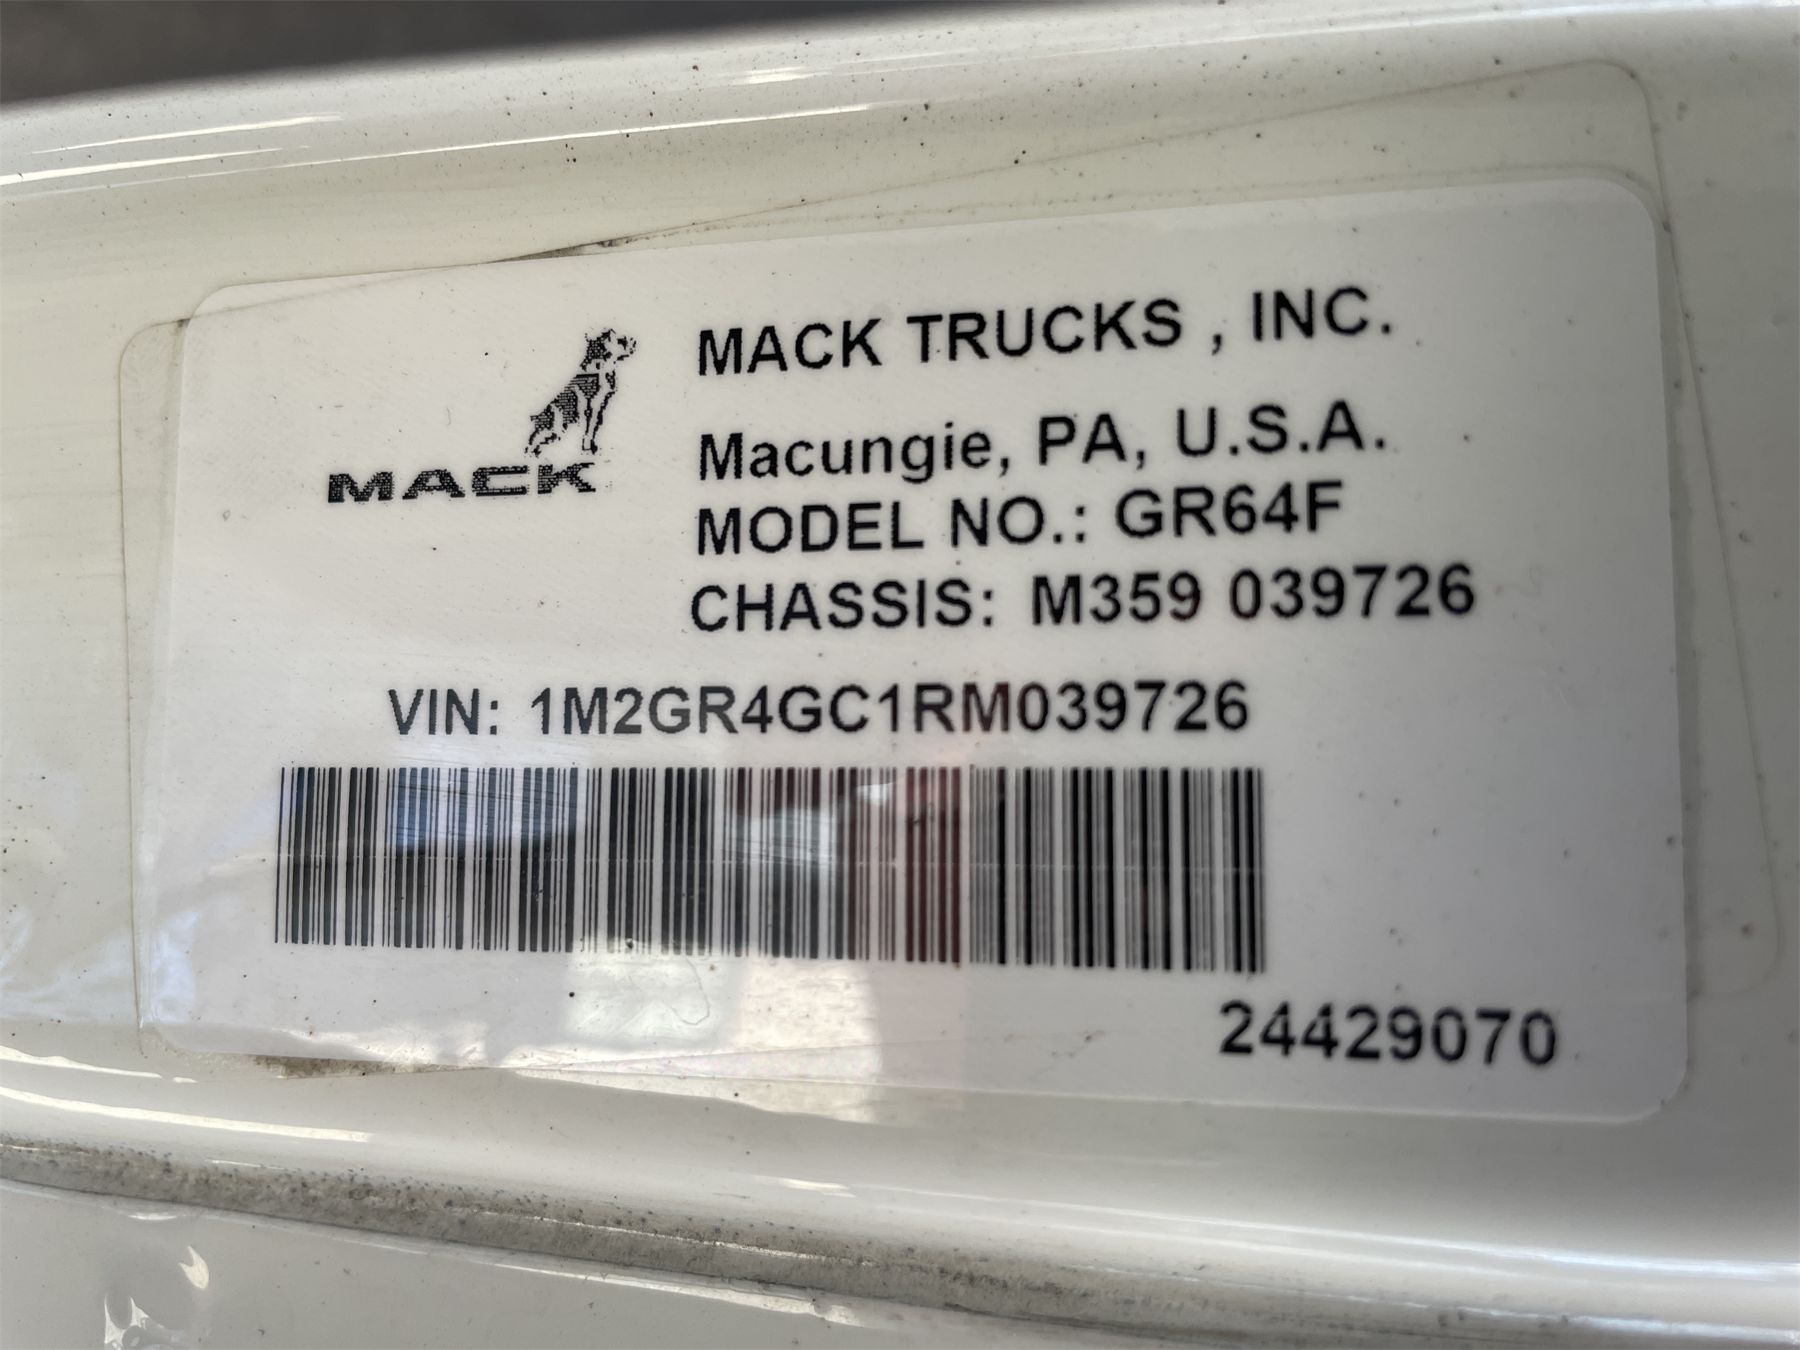 MACK TRUCKS , INC.
MACK
Macungie, PA, U.S.A.
MODEL NO.: GR64F
CHASSIS: M359 039726
VIN: 1M2GR4GC1RM039726
24429070